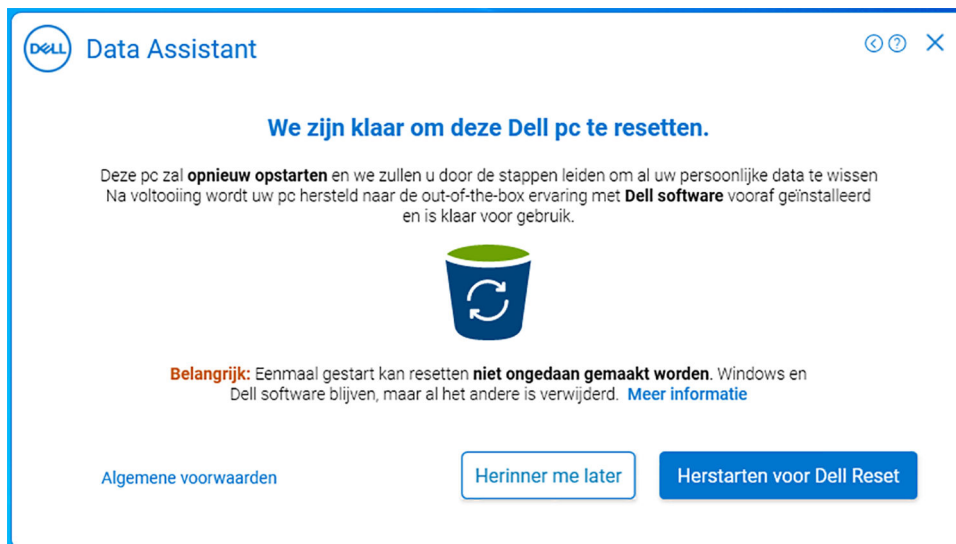 DELL
Data Assistant
We zijn klaar om deze Dell pc te resetten.
Deze pc zal opnieuw opstarten en we zullen u door de stappen leiden om al uw persoonlijke data te wissen
Na voltooiing wordt uw pc hersteld naar de out-of-the-box ervaring met Dell software vooraf geïnstalleerd
en is klaar voor gebruik.
Belangrijk: Eenmaal gestart kan resetten niet ongedaan gemaakt worden. Windows en
Dell software blijven, maar al het andere is verwijderd. Meer informatie
Algemene voorwaarden
Herinner me later
Herstarten voor Dell Reset